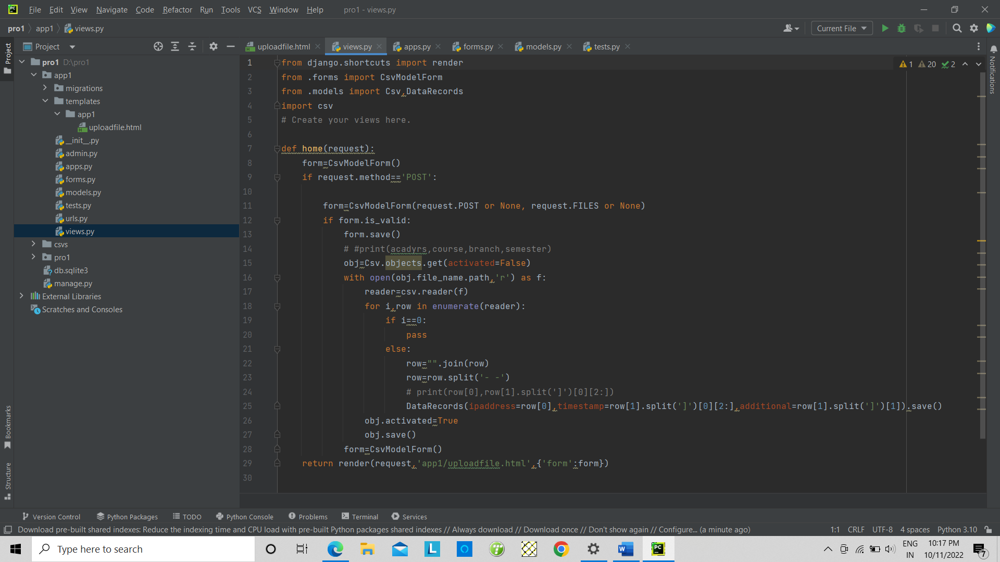 File Edit View Navigate Code Refactor Run Tools VCS Window Help pro1 - views.py
pro1 app1 views.py Current File
Project uploadfile.html views.py apps.py forms.py models.py tests.py
Project
Notifications
Bookmarks
Structure
pro1 D:\pro1
app1
migrations
templates
app1
uploadfile.html
__init__.py
admin.py
apps.py
forms.py
models.py
tests.py
urls.py
views.py
csvs
pro1
db.sqlite3
manage.py
External Libraries
Scratches and Consoles
1 20 2
1 from django.shortcuts import render
2 from .forms import CsvModelForm
3 from .models import Csv,DataRecords
4 import csv
5 # Create your views here.
6
7 def home(request):
8 form=CsvModelForm()
9 if request.method=='POST':
10
11 form=CsvModelForm(request.POST or None, request.FILES or None)
12 if form.is_valid:
13 form.save()
14 # #print(acadyrs,course,branch,semester)
15 obj=Csv.objects.get(activated=False)
16 with open(obj.file_name.path,'r') as f:
17 reader=csv.reader(f)
18 for i,row in enumerate(reader):
19 if i==0:
20 pass
21 else:
22 row="".join(row)
23 row=row.split('- -')
24 # print(row[0],row[1].split(']')[0][2:])
25 DataRecords(ipaddress=row[0],timestamp=row[1].split(']')[0][2:],additional=row[1].split(']')[1]).save()
26 obj.activated=True
27 obj.save()
28 form=CsvModelForm()
29 return render(request,'app1/uploadfile.html',{'form':form})
30
Version Control Python Packages TODO Python Console Problems Terminal Services
Download pre-built shared indexes: Reduce the indexing time and CPU load with pre-built Python packages shared indexes // Always download // Download once // Don't show again // Configure... (a minute ago) 1:1 CRLF UTF-8 4 spaces Python 3.10
Type here to search
ENG
IN
10:17 PM
10/11/2022
7